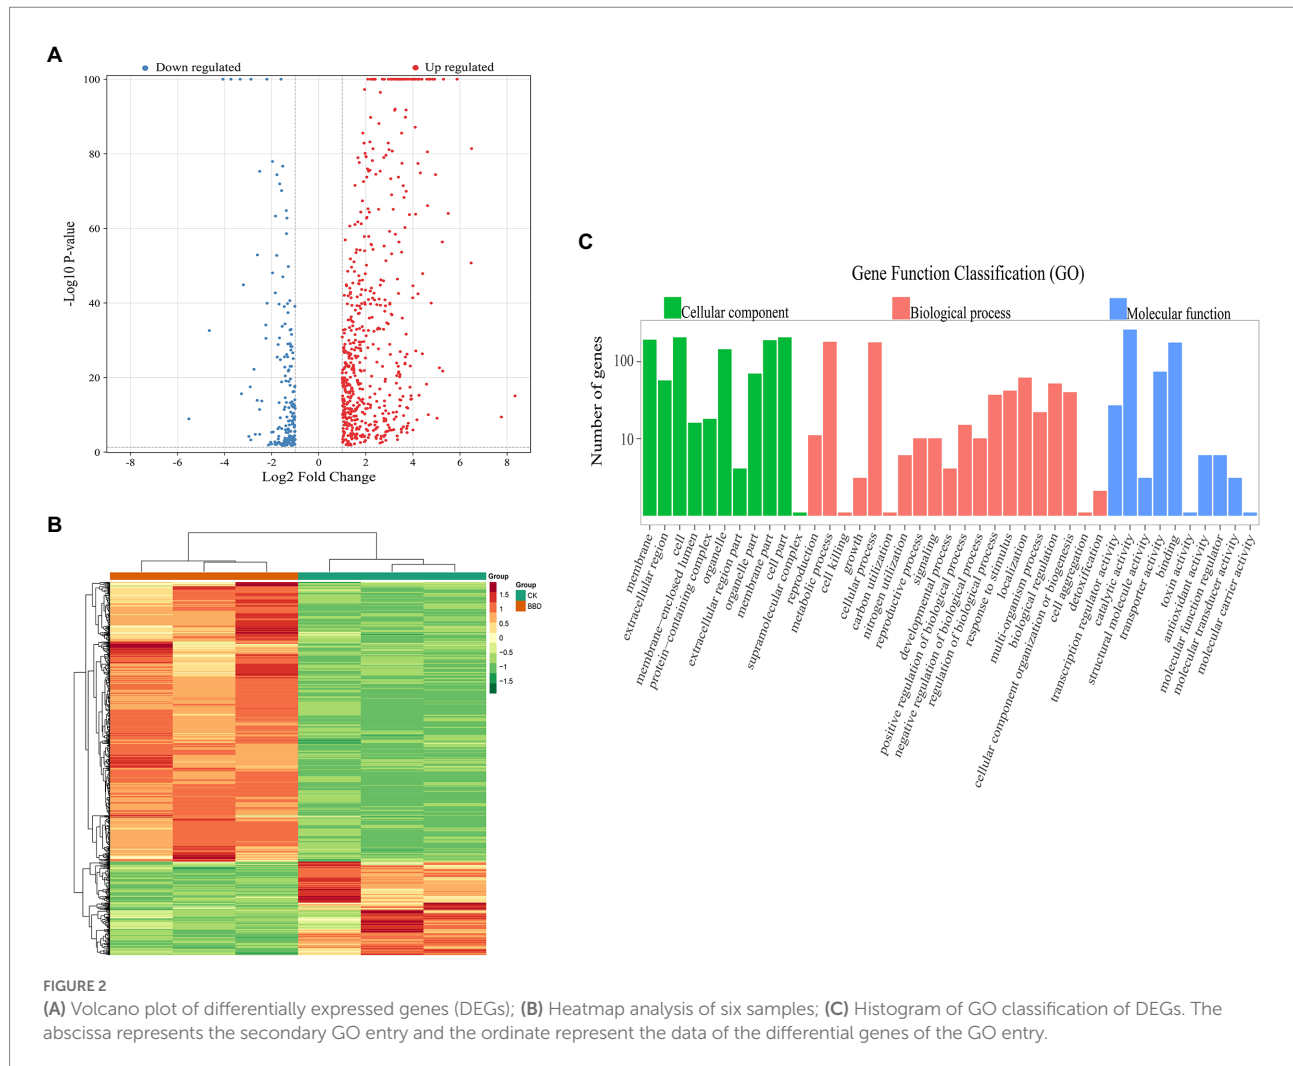 A
Down regulated
Up regulated
100
80
60
40
20
0
-Log10 P-value
-8 -6 -4 -2 0 2 4 6 8
Log2 Fold Change
B
Group
1.5
1
0.5
0
−0.5
−1
−1.5
Group
CK
BBD
C
Gene Function Classification (GO)
Cellular component
Biological process
Molecular function
Number of genes
100
10
membrane
extracellular region
cell
membrane−enclosed lumen
protein−containing complex
organelle
extracellular region part
organelle part
membrane part
cell part
supramolecular complex
reproduction
metabolic process
cell killing
growth
cellular process
carbon utilization
nitrogen utilization
reproductive process
signaling
developmental process
positive regulation of biological process
negative regulation of biological process
regulation of biological process
response to stimulus
localization
multi-organism process
biological regulation
cellular component organization or biogenesis
cell aggregation
detoxification
transcription regulator activity
catalytic activity
structural molecule activity
transporter activity
binding
toxin activity
antioxidant activity
molecular function regulator
molecular transducer activity
molecular carrie activity
FIGURE 2
(A) Volcano plot of differentially expressed genes (DEGs); (B) Heatmap analysis of six samples; (C) Histogram of GO classification of DEGs. The
abscissa represents the secondary GO entry and the ordinate represent the data of the differential genes of the GO entry.